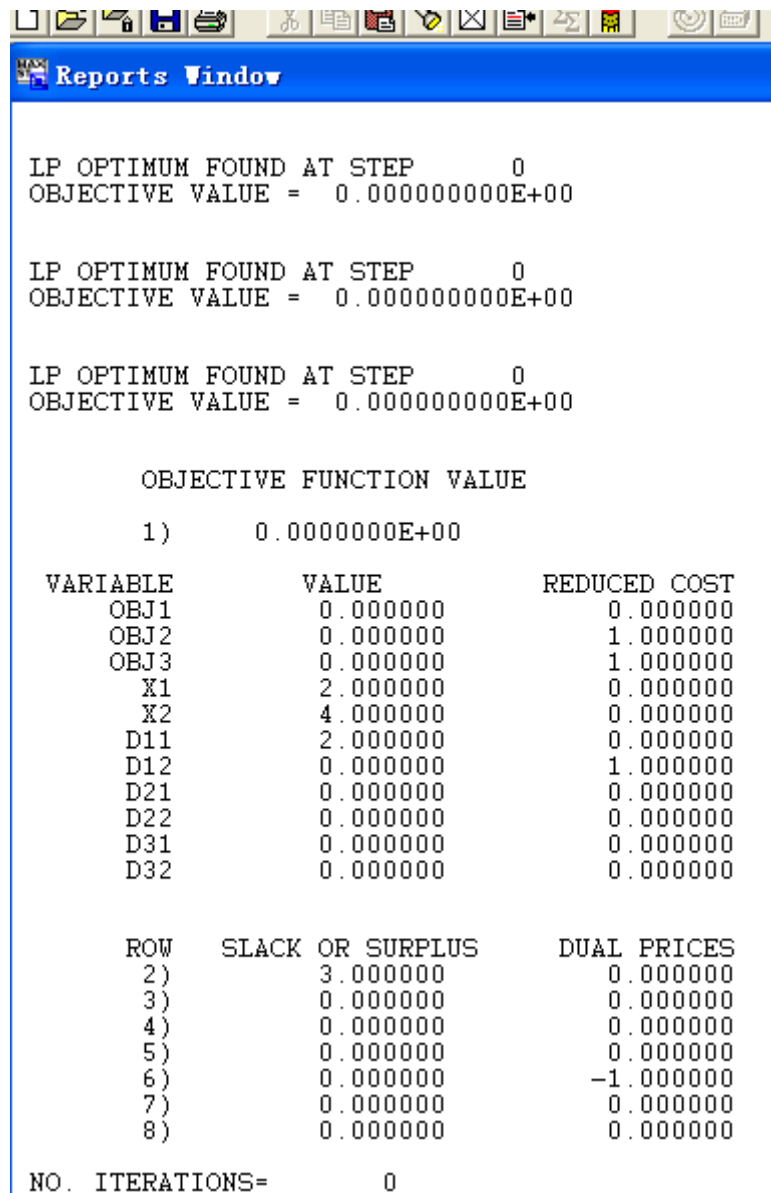 Reports Window
LP OPTIMUM FOUND AT STEP 0
OBJECTIVE VALUE = 0.000000000E+00
LP OPTIMUM FOUND AT STEP 0
OBJECTIVE VALUE = 0.000000000E+00
LP OPTIMUM FOUND AT STEP 0
OBJECTIVE VALUE = 0.000000000E+00
OBJECTIVE FUNCTION VALUE
1) 0.0000000E+00
VARIABLE VALUE REDUCED COST
OBJ1 0.000000 0.000000
OBJ2 0.000000 1.000000
OBJ3 0.000000 1.000000
X1 2.000000 0.000000
X2 4.000000 0.000000
D11 2.000000 0.000000
D12 0.000000 1.000000
D21 0.000000 0.000000
D22 0.000000 0.000000
D31 0.000000 0.000000
D32 0.000000 0.000000
ROW SLACK OR SURPLUS DUAL PRICES
2) 3.000000 0.000000
3) 0.000000 0.000000
4) 0.000000 0.000000
5) 0.000000 0.000000
6) 0.000000 -1.000000
7) 0.000000 0.000000
8) 0.000000 0.000000
NO. ITERATIONS= 0